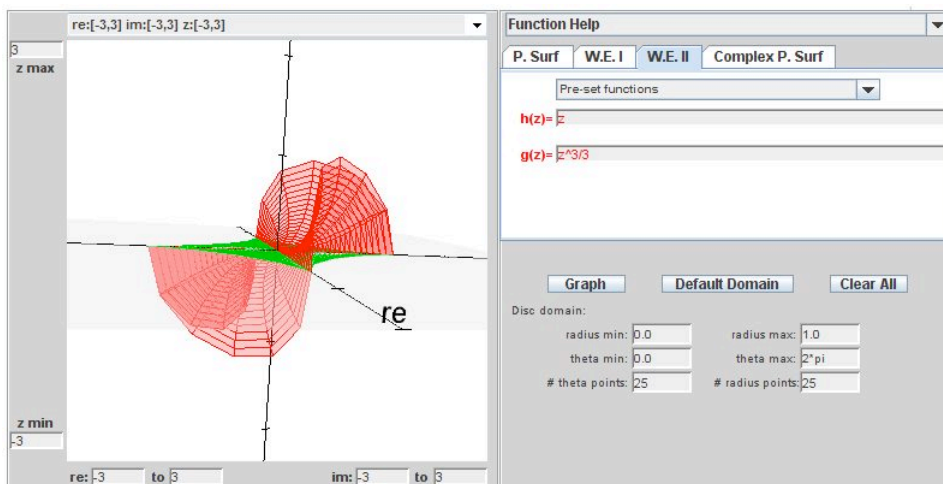 re:[-3,3] im:[-3,3] z:[-3,3]
3
z max
re
z min
-3
re: -3 to 3 im: -3 to 3
Function Help
P. Surf W.E. I W.E. II Complex P. Surf
Pre-set functions
h(z)= z
g(z)= z^3/3
Graph Default Domain Clear All
Disc domain:
radius min: 0.0 radius max: 1.0
theta min: 0.0 theta max: 2*pi
# theta points: 25 # radius points: 25